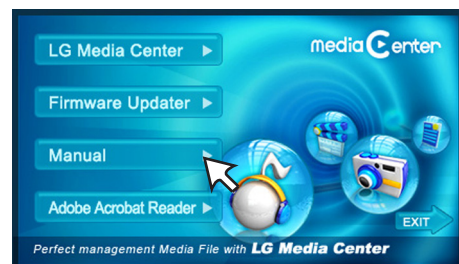 LG Media Center
media Center
Firmware Updater
Manual
Adobe Acrobat Reader
EXIT
Perfect management Media File with LG Media Center